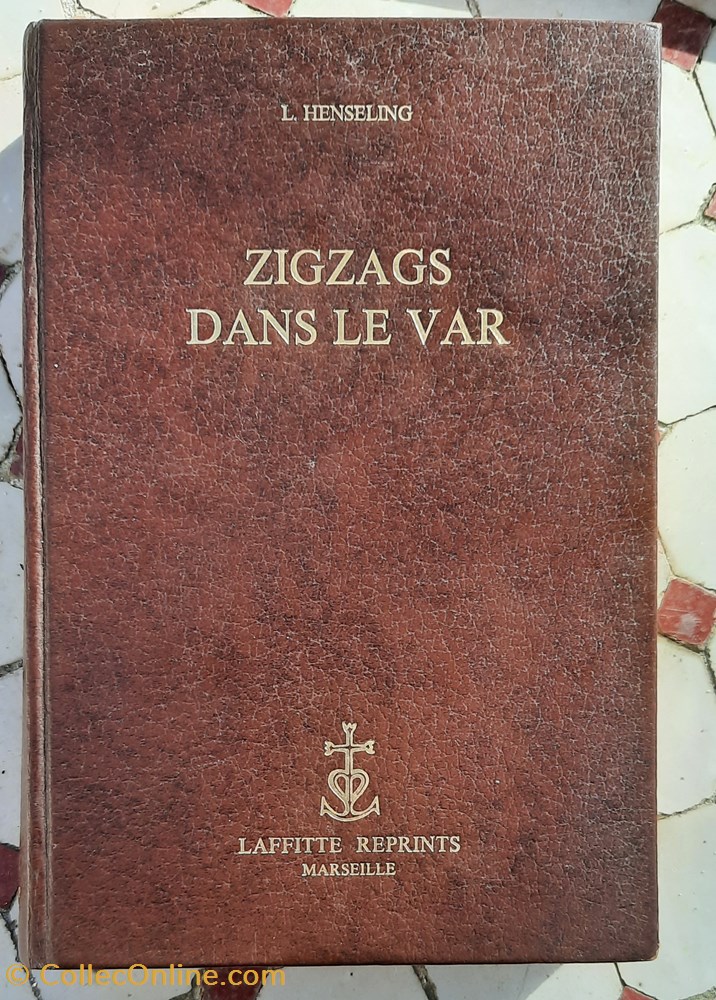 L. HENSELING
ZIGZAGS
DANS LE VAR
LAFFITTE REPRINTS
MARSEILLE
© CollecOnline.com